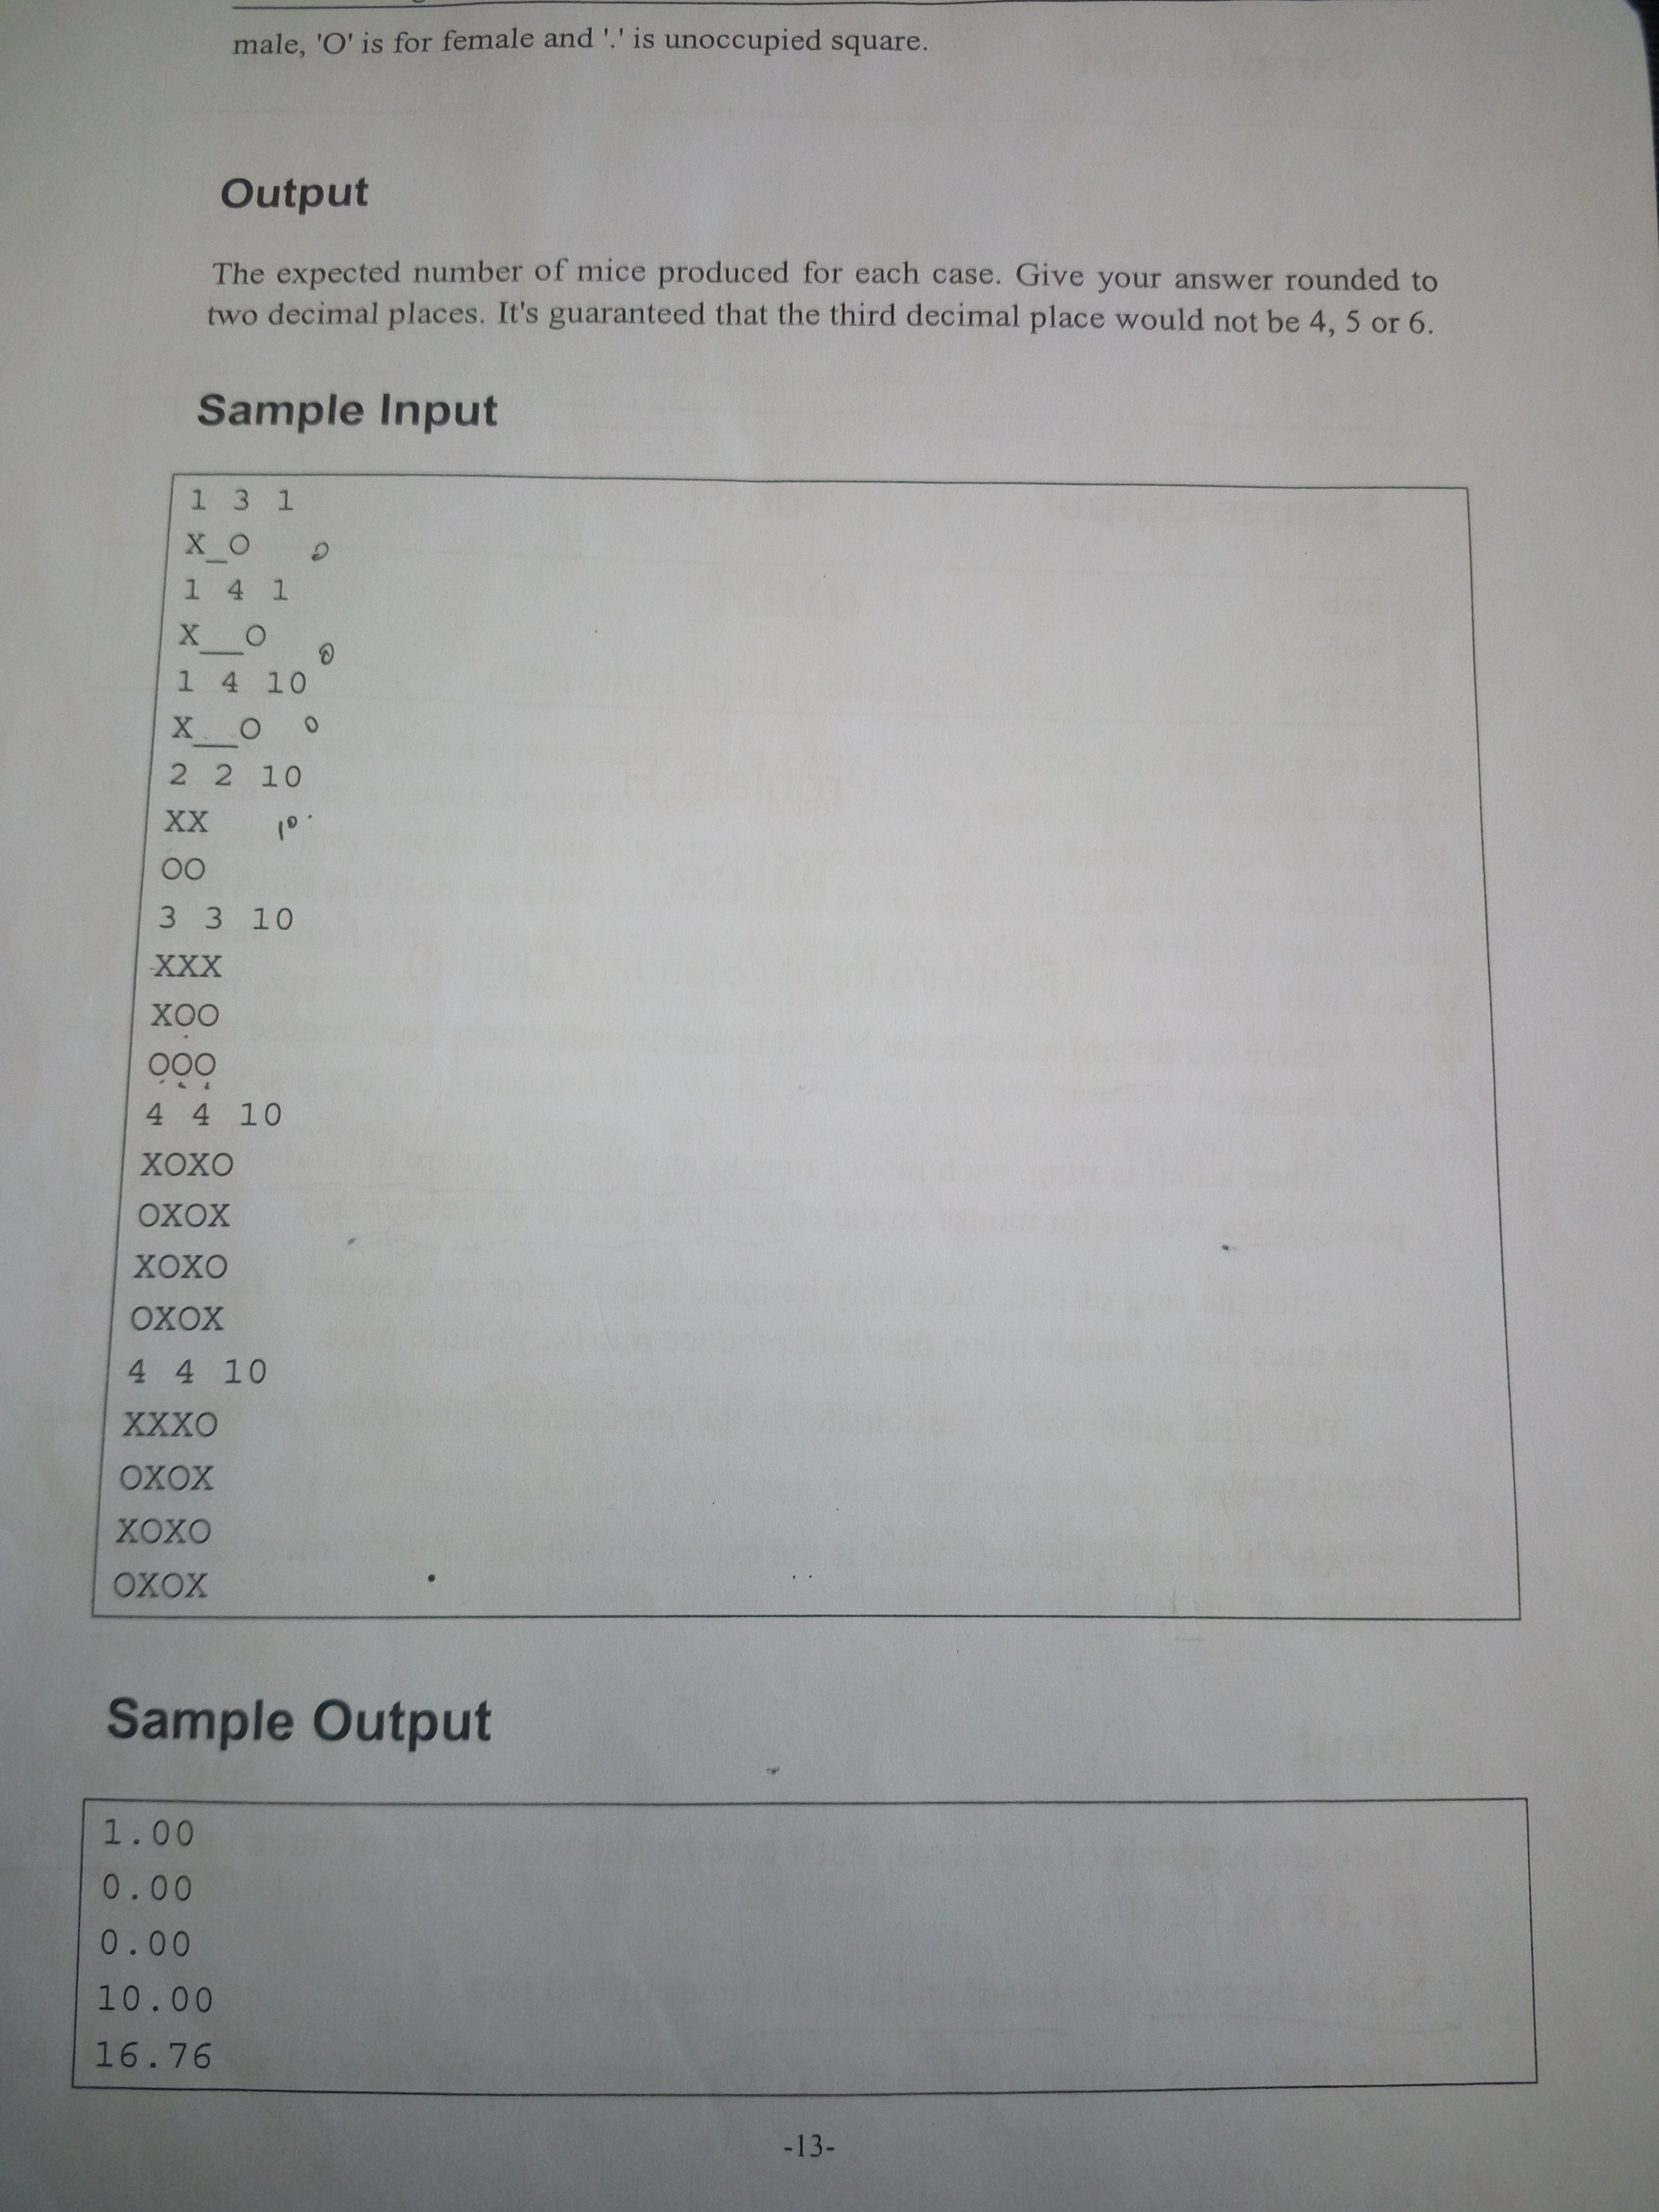 male, 'O' is for female and '.' is unoccupied square.
Output
The expected number of mice produced for each case. Give your answer rounded to
two decimal places. It's guaranteed that the third decimal place would not be 4, 5 or 6.
Sample Input
1 3 1
X_O 0
1 4 1
X__O 0
1 4 10
X__O 0
2 2 10
XX 10
OO
3 3 10
XXX
XOO
OOO
4 4 10
XOXO
OXOX
XOXO
OXOX
4 4 10
XXXO
OXOX
XOXO
OXOX
Sample Output
1.00
0.00
0.00
10.00
16.76
-13-